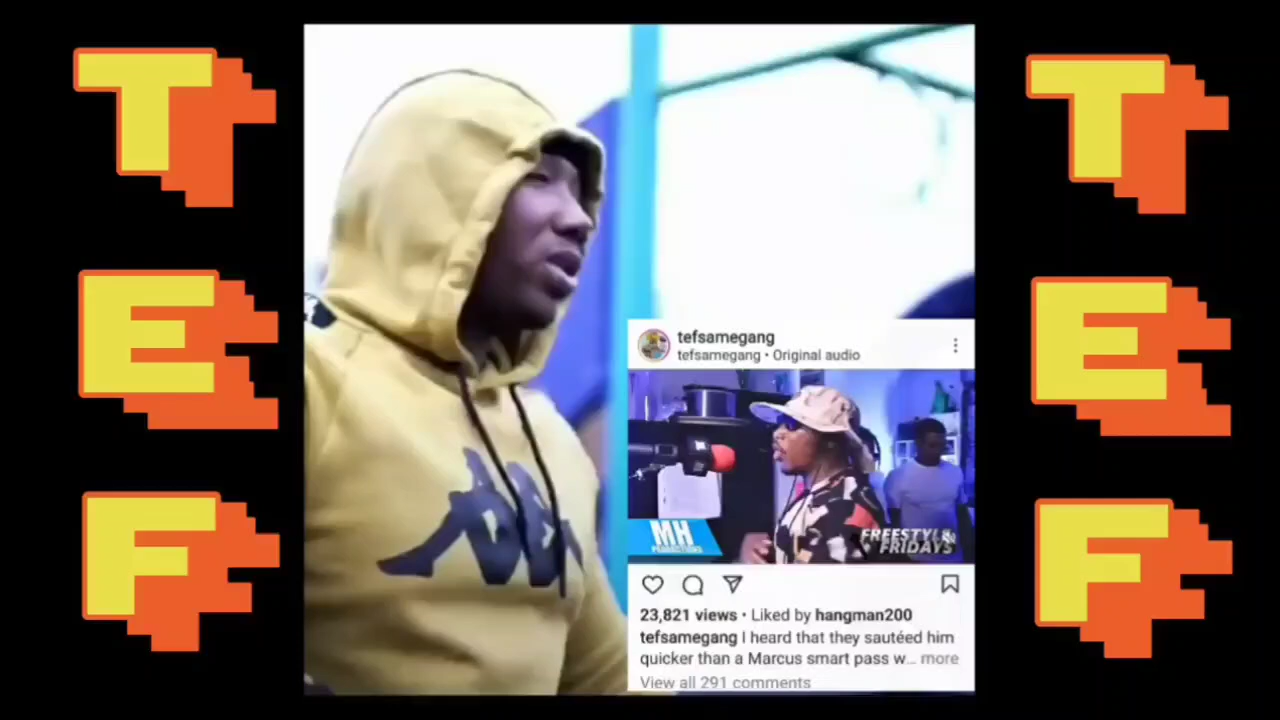 T
E
F
T
E
F
tefsamegang
tefsamegang • Original audio
MH
PRODUCTIONS
FREESTYLE
FRIDAYS
23,821 views • Liked by hangman200
tefsamegang I heard that they sautéed him
quicker than a Marcus smart pass w... more
View all 291 comments